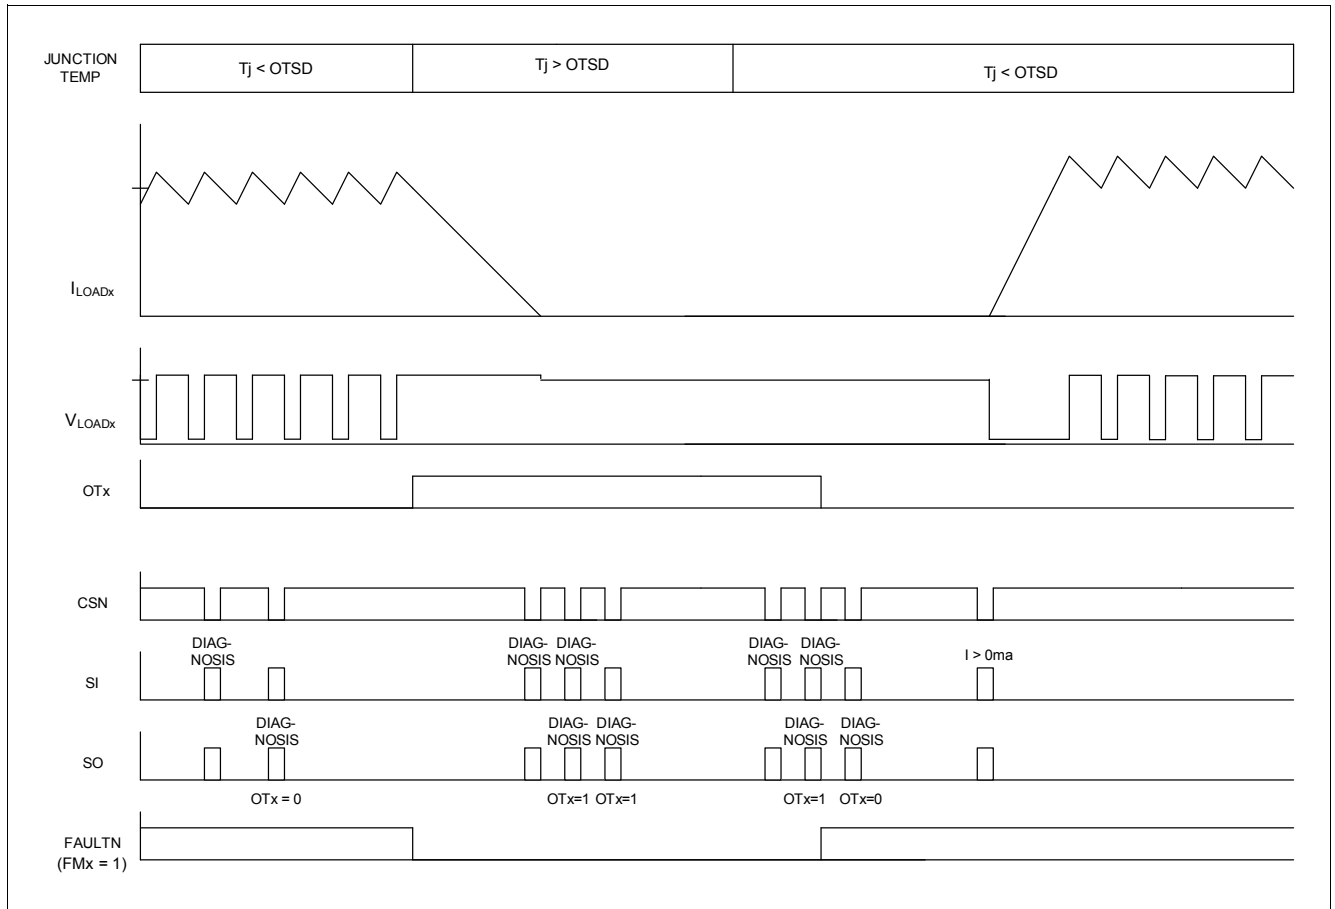 JUNCTION
TEMP
Tj < OTSD
Tj > OTSD
Tj < OTSD
ILOADx
VLOADx
OTx
CSN
DIAG-
NOSIS
DIAG- DIAG-
NOSIS NOSIS
DIAG- DIAG-
NOSIS NOSIS
I > 0ma
SI
DIAG-
NOSIS
DIAG- DIAG-
NOSIS NOSIS
DIAG- DIAG-
NOSIS NOSIS
SO
OTx = 0
OTx=1 OTx=1
OTx=1 OTx=0
FAULTN
(FMx = 1)